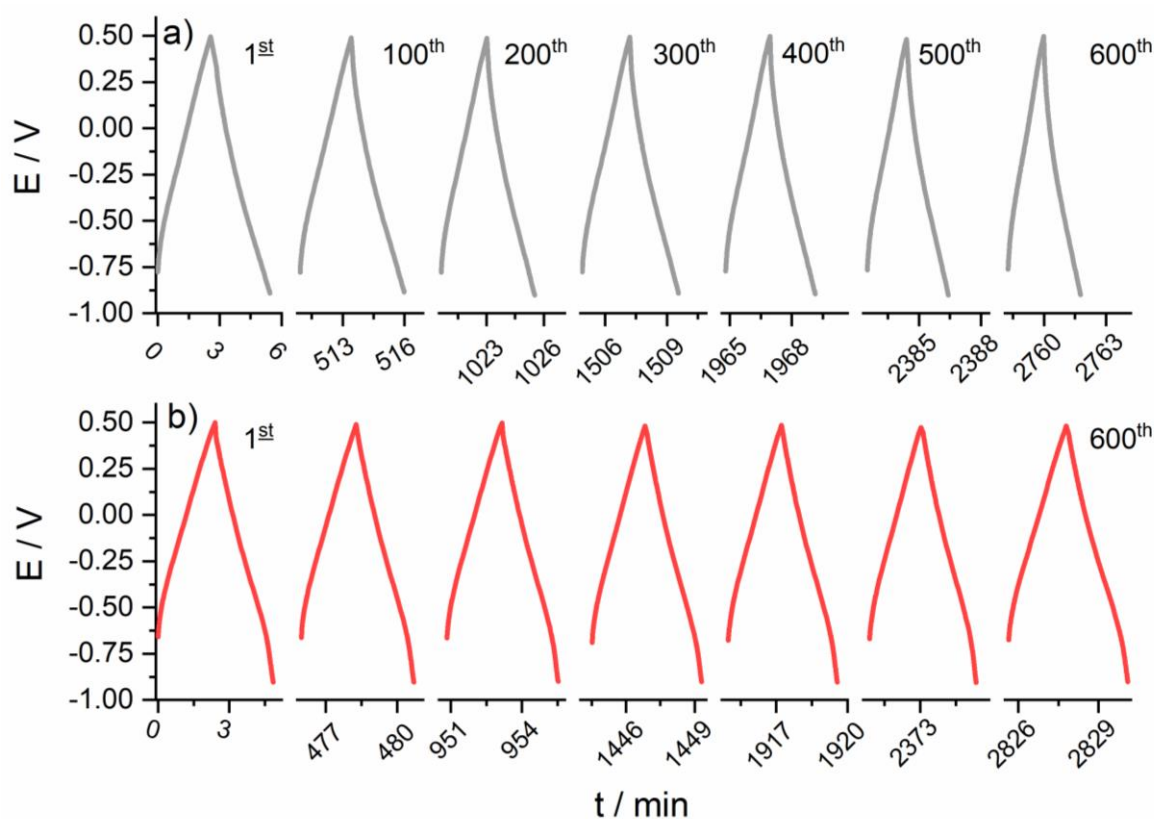 a)
1st 100th 200th 300th 400th 500th 600th
E / V
0.50
0.25
0.00
-0.25
-0.50
-0.75
-1.00
0 3 6 513 516 1023 1026 1506 1509 1965 1968 2385 2388 2760 2763
b)
1st 600th
E / V
0.50
0.25
0.00
-0.25
-0.50
-0.75
-1.00
0 3 477 480 951 954 1446 1449 1917 1920 2373 2826 2829
t / min